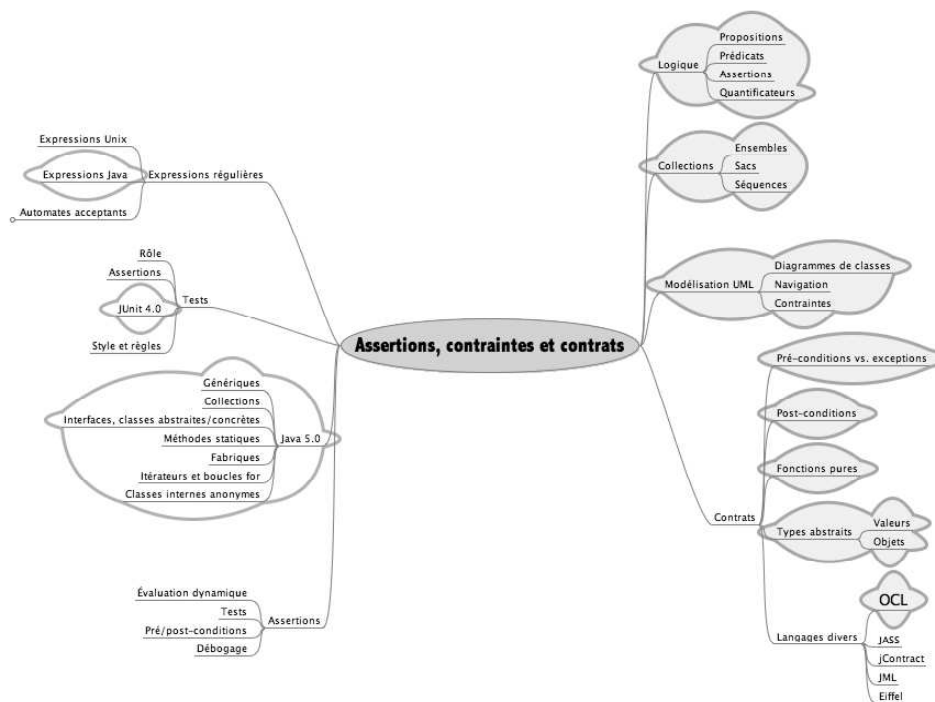 Assertions, contraintes et contrats
Expressions régulières
Expressions Unix
Expressions Java
Automates acceptants
Tests
Rôle
Assertions
JUnit 4.0
Style et règles
Java 5.0
Génériques
Collections
Interfaces, classes abstraites/concrètes
Méthodes statiques
Fabriques
Itérateurs et boucles for
Classes internes anonymes
Assertions
Évaluation dynamique
Tests
Pré/post-conditions
Débogage
Logique
Propositions
Prédicats
Assertions
Quantificateurs
Collections
Ensembles
Sacs
Séquences
Modélisation UML
Diagrammes de classes
Navigation
Contraintes
Contrats
Pré-conditions vs. exceptions
Post-conditions
Fonctions pures
Types abstraits
Valeurs
Objets
Langages divers
OCL
JASS
jContract
JML
Eiffel